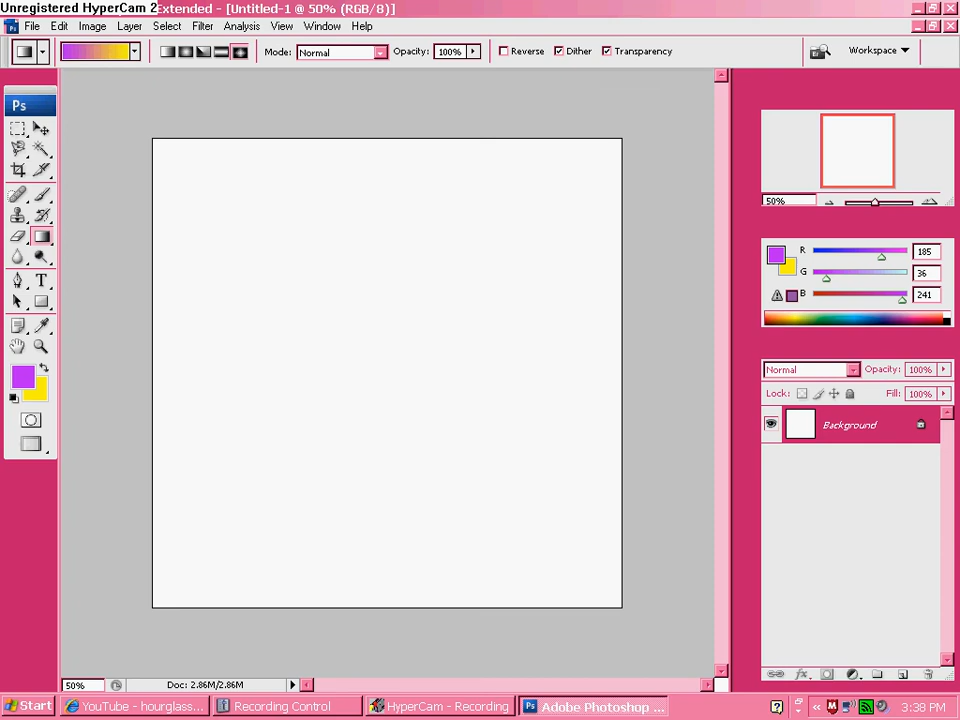 Unregistered HyperCam 2 Extended - [Untitled-1 @ 50% (RGB/8)]
File Edit Image Layer Select Filter Analysis View Window Help
Mode: Normal Opacity: 100% Reverse Dither Transparency Workspace
Ps
50%
R 185
G 36
B 241
Normal Opacity: 100%
Lock: Fill: 100%
Background
T
50% Doc: 2.86M/2.86M
Start YouTube - hourglass... Recording Control HyperCam - Recording Ps Adobe Photoshop ... 3:38 PM